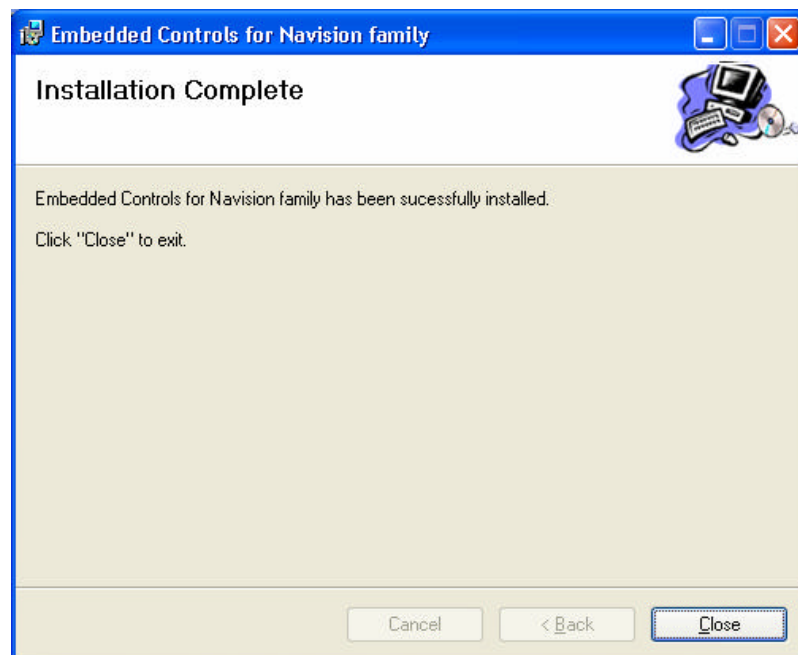 Embedded Controls for Navision family
Installation Complete
Embedded Controls for Navision family has been sucessfully installed.
Click "Close" to exit.
Cancel
< Back
Close